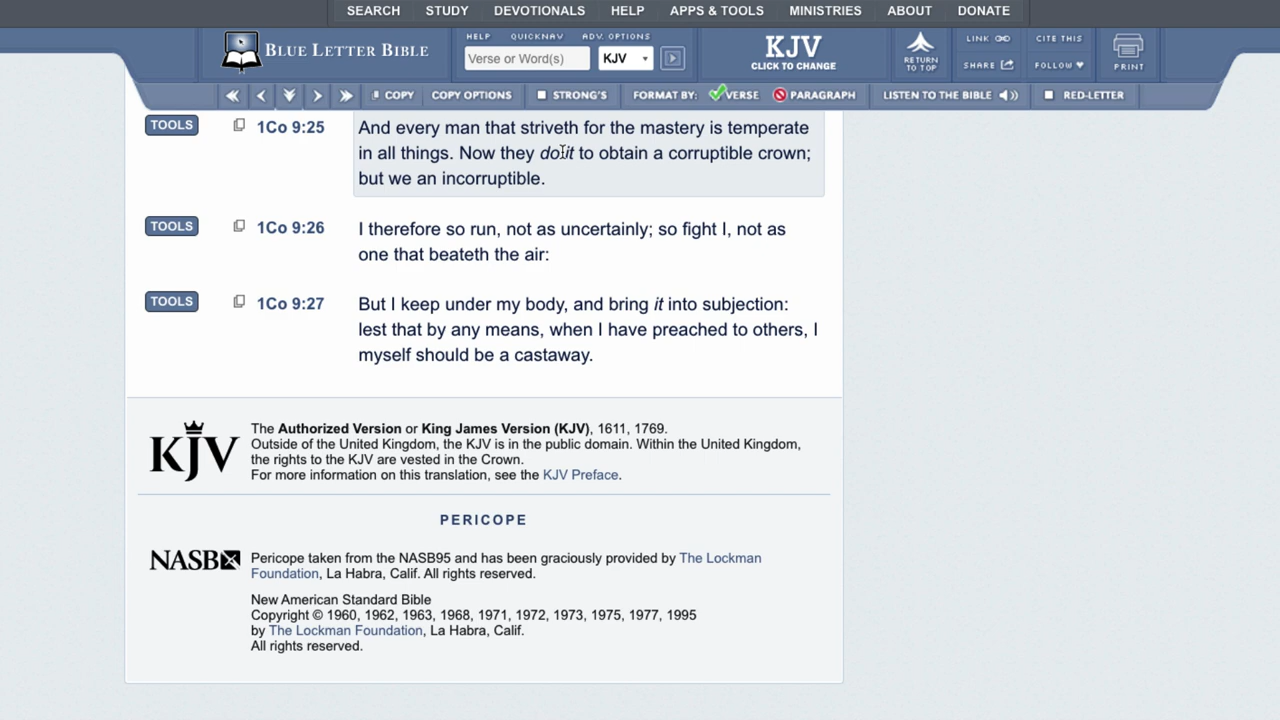 SEARCH STUDY DEVOTIONALS HELP APPS & TOOLS MINISTRIES ABOUT DONATE
BLUE LETTER BIBLE
HELP QUICKNAV ADV. OPTIONS
Verse or Word(s) KJV
KJV
CLICK TO CHANGE
RETURN
TO TOP
LINK CITE THIS
SHARE FOLLOW
PRINT
COPY COPY OPTIONS STRONG'S FORMAT BY: VERSE PARAGRAPH LISTEN TO THE BIBLE RED-LETTER
TOOLS 1Co 9:25 And every man that striveth for the mastery is temperate
in all things. Now they do it to obtain a corruptible crown;
but we an incorruptible.
TOOLS 1Co 9:26 I therefore so run, not as uncertainly; so fight I, not as
one that beateth the air:
TOOLS 1Co 9:27 But I keep under my body, and bring it into subjection:
lest that by any means, when I have preached to others, I
myself should be a castaway.
KJV
The Authorized Version or King James Version (KJV), 1611, 1769.
Outside of the United Kingdom, the KJV is in the public domain. Within the United Kingdom,
the rights to the KJV are vested in the Crown.
For more information on this translation, see the KJV Preface.
PERICOPE
NASB
Pericope taken from the NASB95 and has been graciously provided by The Lockman
Foundation, La Habra, Calif. All rights reserved.
New American Standard Bible
Copyright © 1960, 1962, 1963, 1968, 1971, 1972, 1973, 1975, 1977, 1995
by The Lockman Foundation, La Habra, Calif.
All rights reserved.